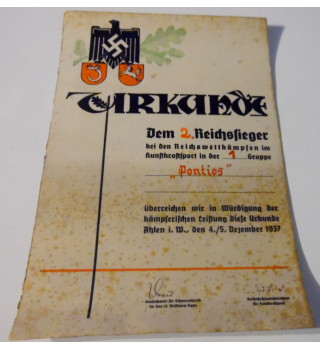 URKUNDE
Dem 2. Reichssieger
bei den Reichswettkämpfen im
Kunstkraftsport in der 1 Gruppe
"Pontios"
überreichen wir in Würdigung der
kämpferischen Leistung diese Urkunde
Ahlen i. W., den 4./5. Dezember 1937